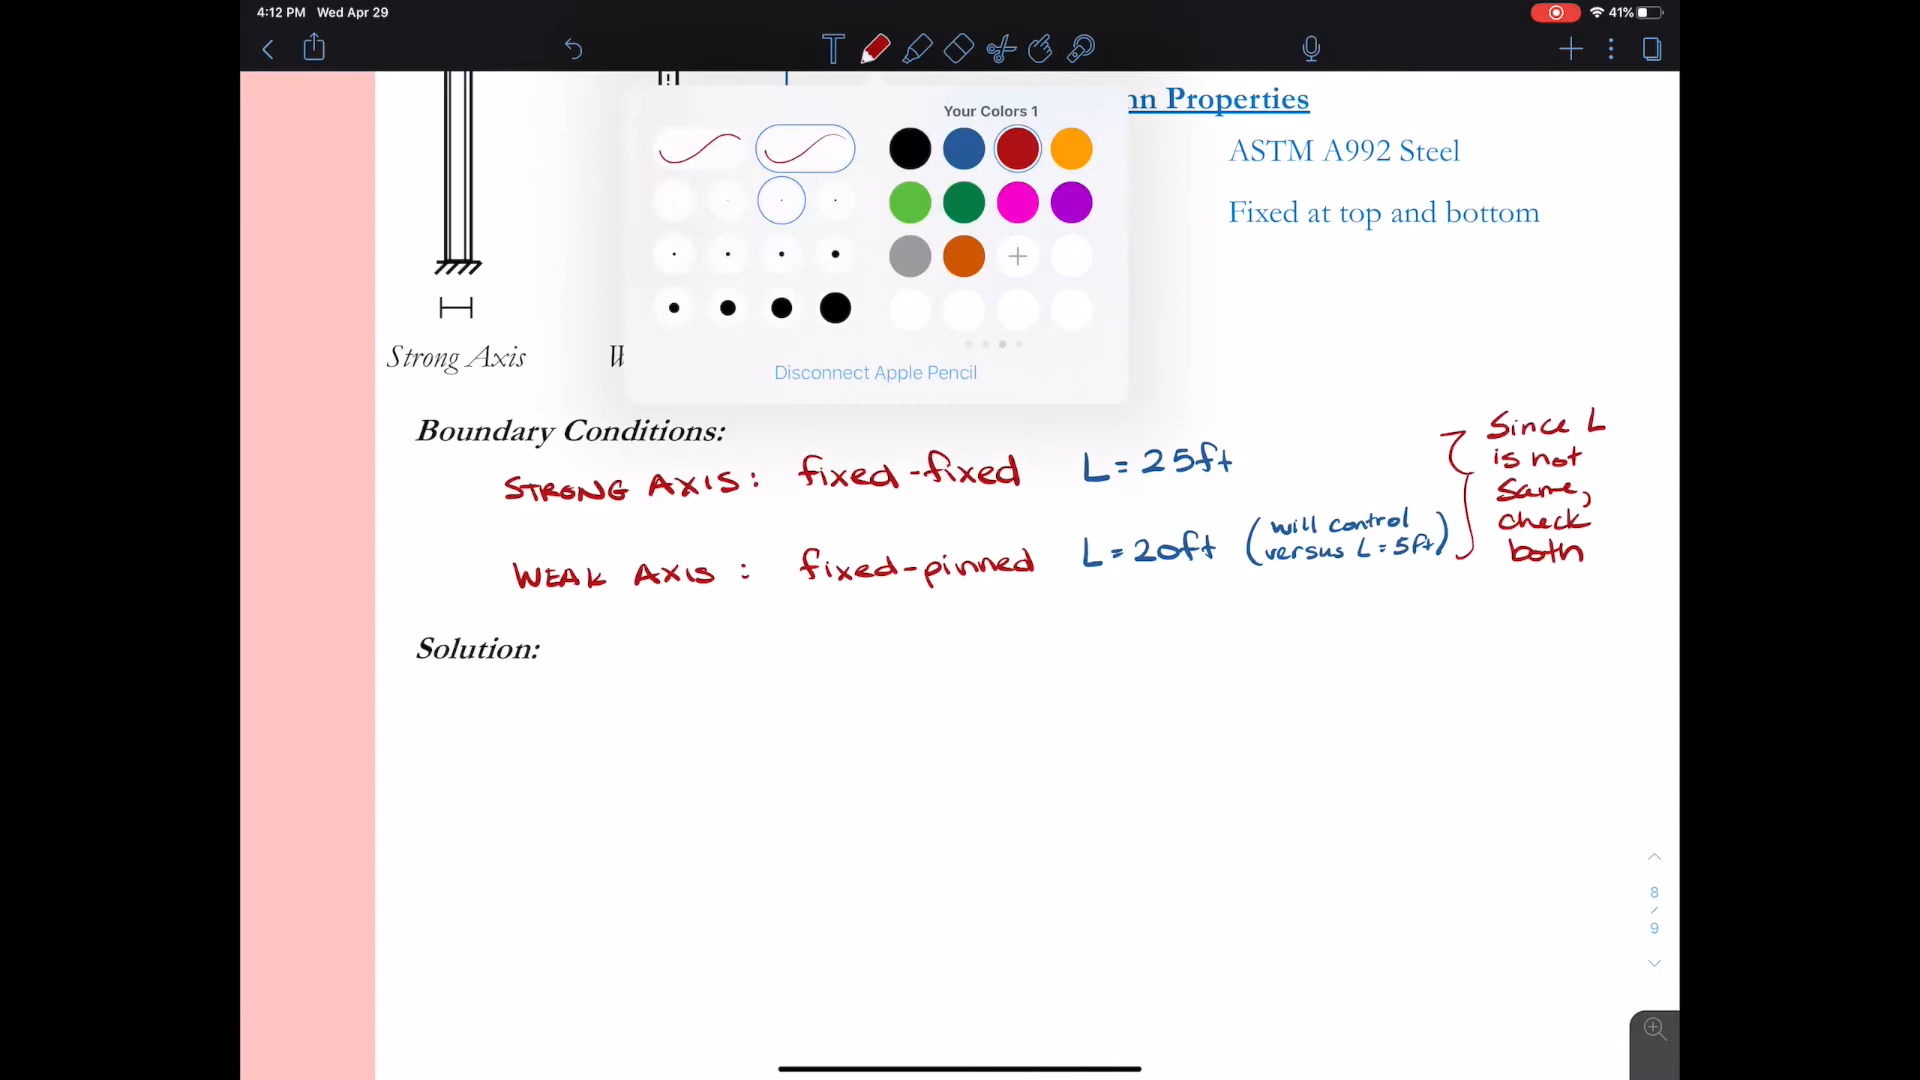 4:12 PM Wed Apr 29
41%
T
Your Colors 1
Disconnect Apple Pencil
Properties
ASTM A992 Steel
Fixed at top and bottom
Strong Axis
Boundary Conditions:
STRONG AXIS: fixed-fixed L=25ft
WEAK AXIS: fixed-pinned L=20ft (will control versus L=5ft)
Since L
is not
same,
check
both
Solution:
8
/
9